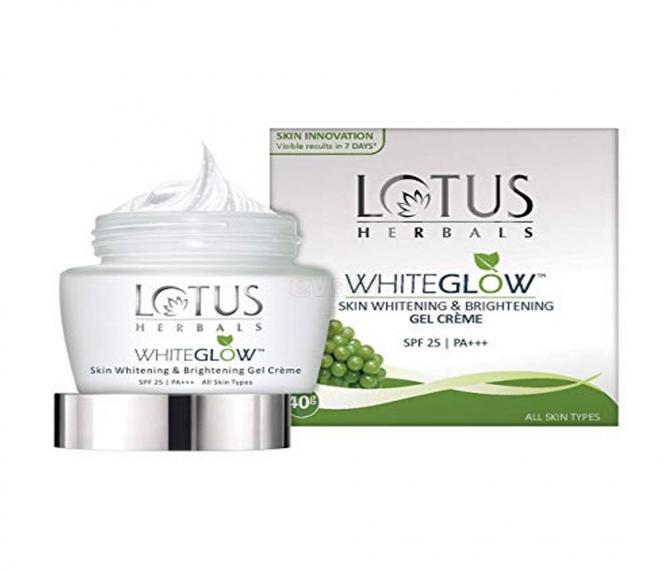 SKIN INNOVATION
Visible results in 7 DAYS*
LOTUS
HERBALS
WHITEGLOW™
SKIN WHITENING & BRIGHTENING
GEL CRÈME
SPF 25 | PA+++
40g
ALL SKIN TYPES
LOTUS
HERBALS
WHITEGLOW™
Skin Whitening & Brightening Gel Crème
SPF 25 | PA+++ All Skin Types